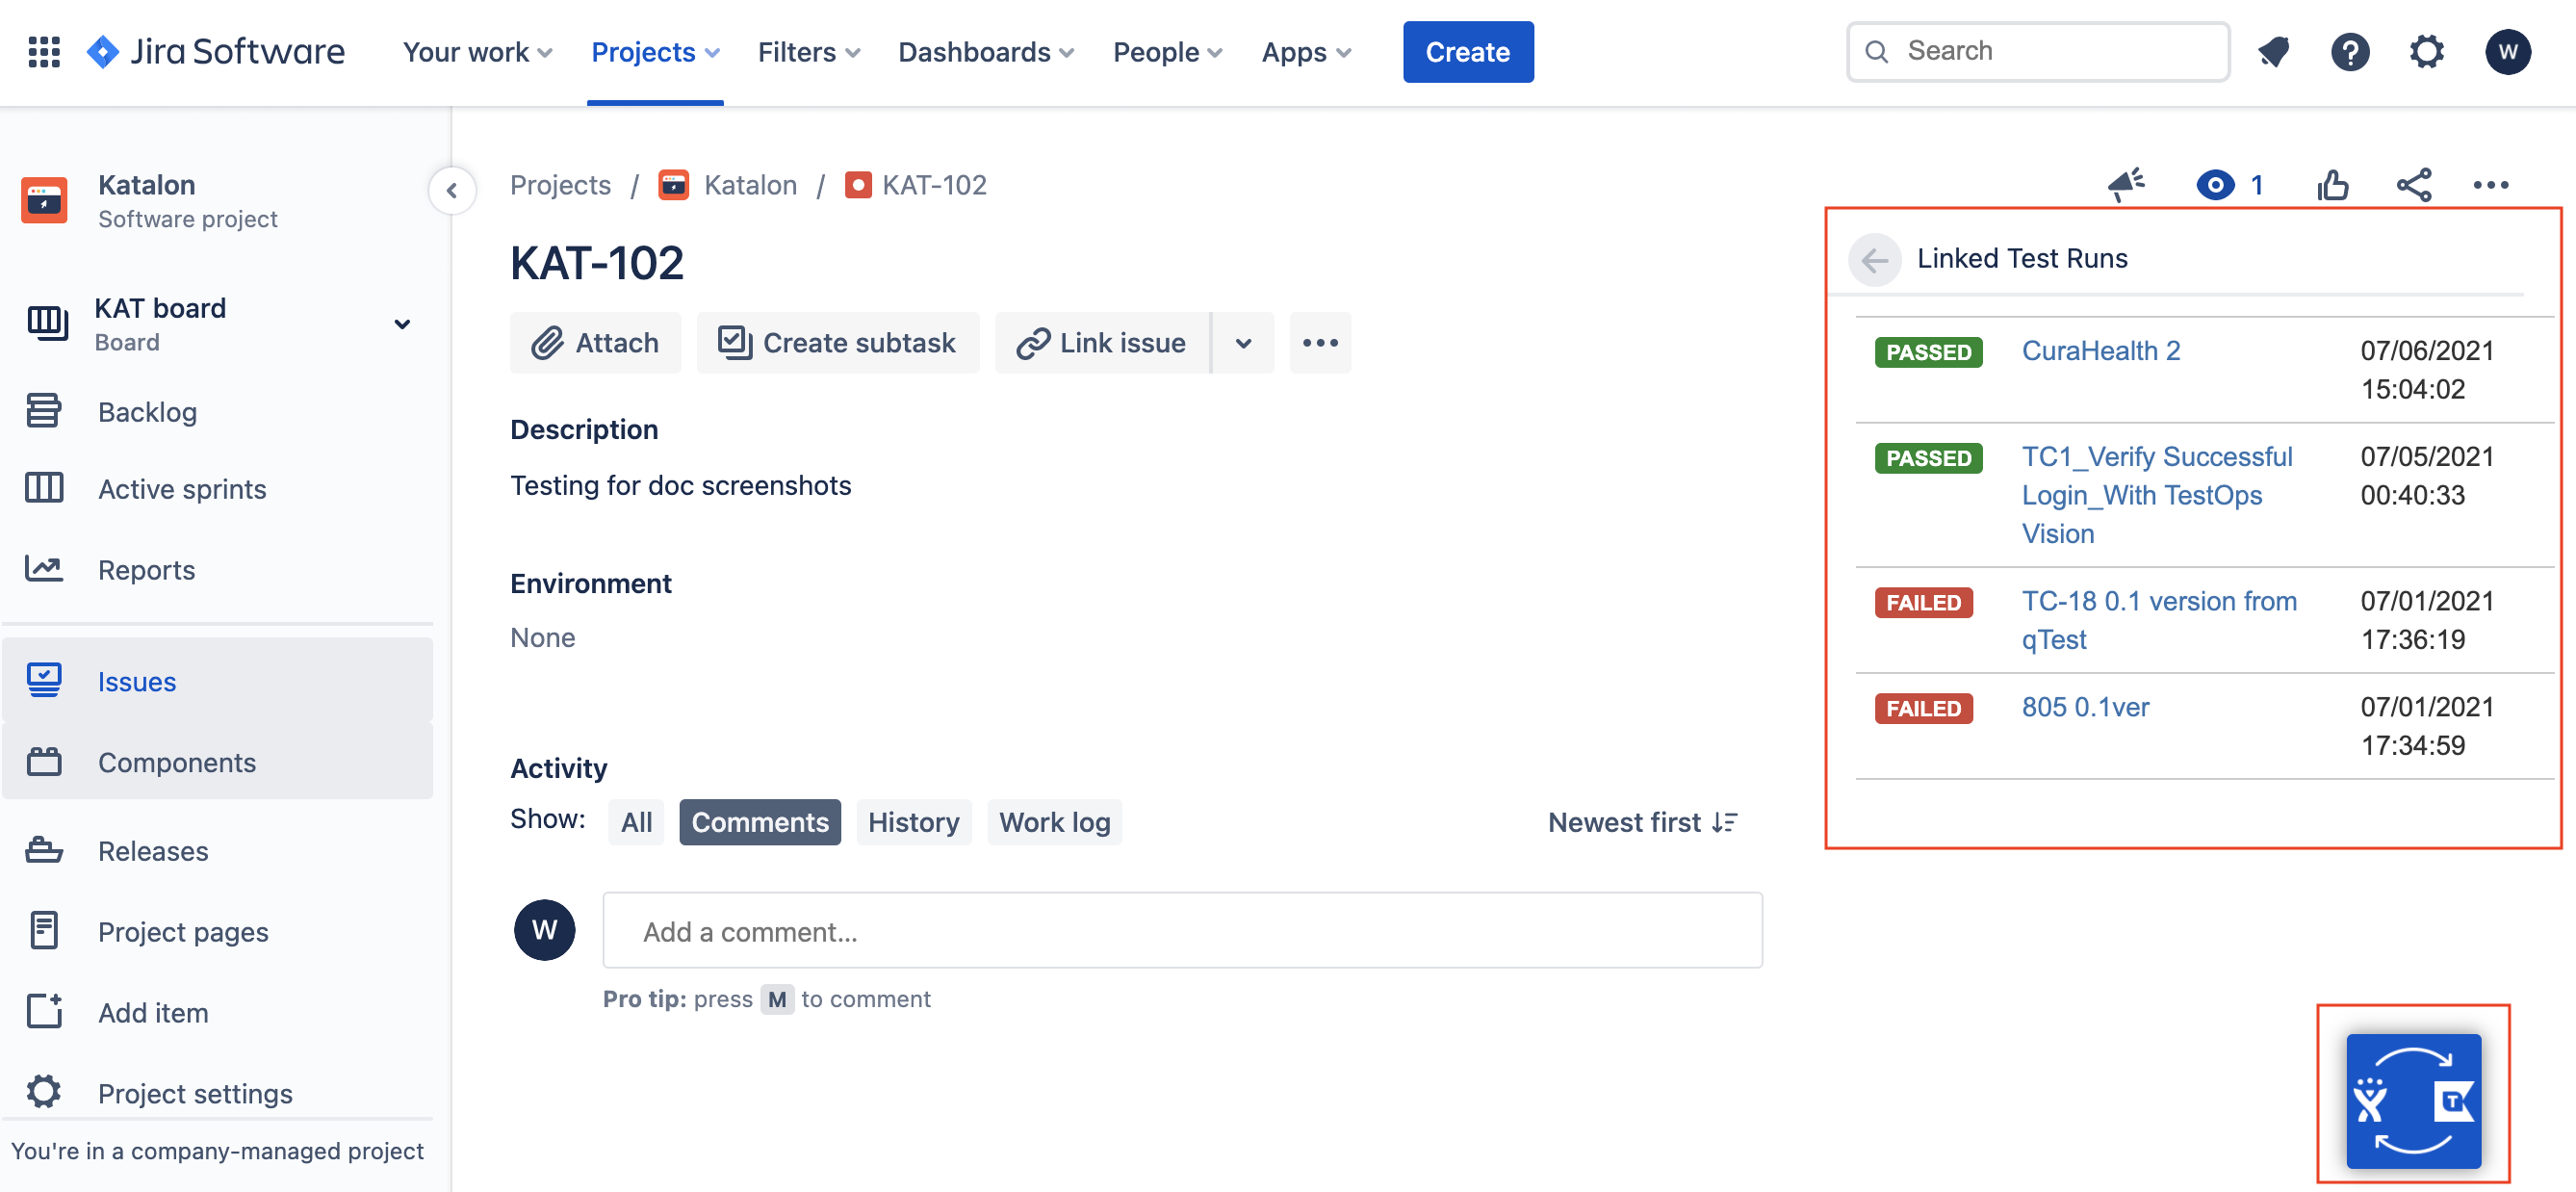 Jira Software
Your work
Projects
Filters
Dashboards
People
Apps
Create
Search
W
Katalon
Software project
KAT board
Board
Backlog
Active sprints
Reports
Issues
Components
Releases
Project pages
Add item
Project settings
You're in a company-managed project
Projects / Katalon / KAT-102
1
KAT-102
Attach
Create subtask
Link issue
Description
Testing for doc screenshots
Environment
None
Activity
Show:
All
Comments
History
Work log
Newest first
W
Add a comment...
Pro tip: press M to comment
Linked Test Runs
PASSED
CuraHealth 2
07/06/2021
15:04:02
PASSED
TC1_Verify Successful
Login_With TestOps
Vision
07/05/2021
00:40:33
FAILED
TC-18 0.1 version from
qTest
07/01/2021
17:36:19
FAILED
805 0.1ver
07/01/2021
17:34:59
T